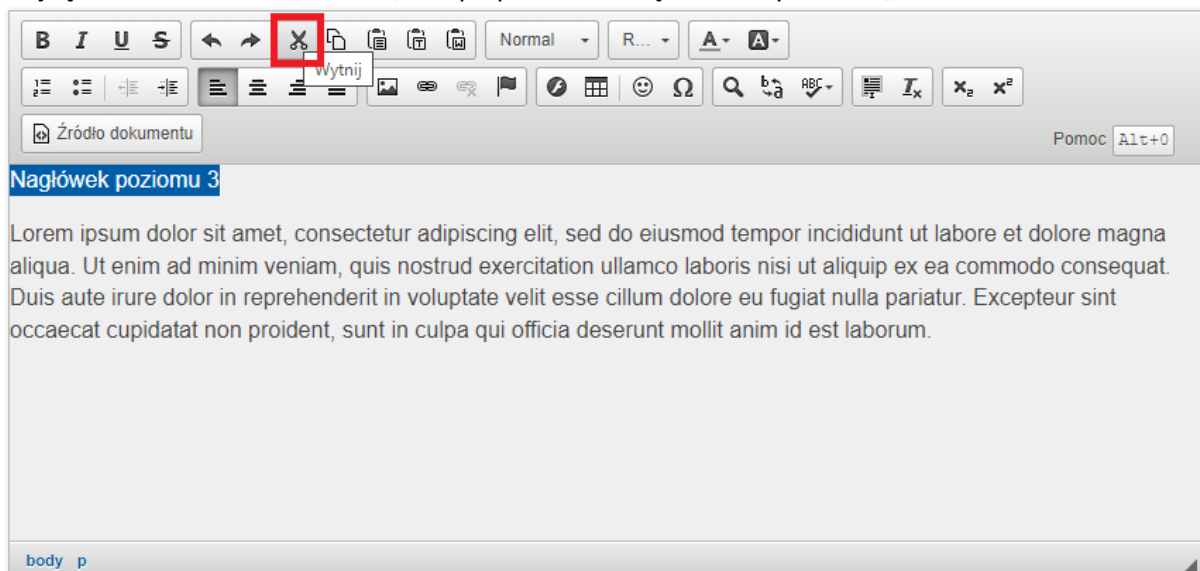 B I U S Normal R... A A
Wytnij
Ω ABC Tx x₂ x²
Źródło dokumentu Pomoc Alt+0
Nagłówek poziomu 3
Lorem ipsum dolor sit amet, consectetur adipiscing elit, sed do eiusmod tempor incididunt ut labore et dolore magna
aliqua. Ut enim ad minim veniam, quis nostrud exercitation ullamco laboris nisi ut aliquip ex ea commodo consequat.
Duis aute irure dolor in reprehenderit in voluptate velit esse cillum dolore eu fugiat nulla pariatur. Excepteur sint
occaecat cupidatat non proident, sunt in culpa qui officia deserunt mollit anim id est laborum.
body p